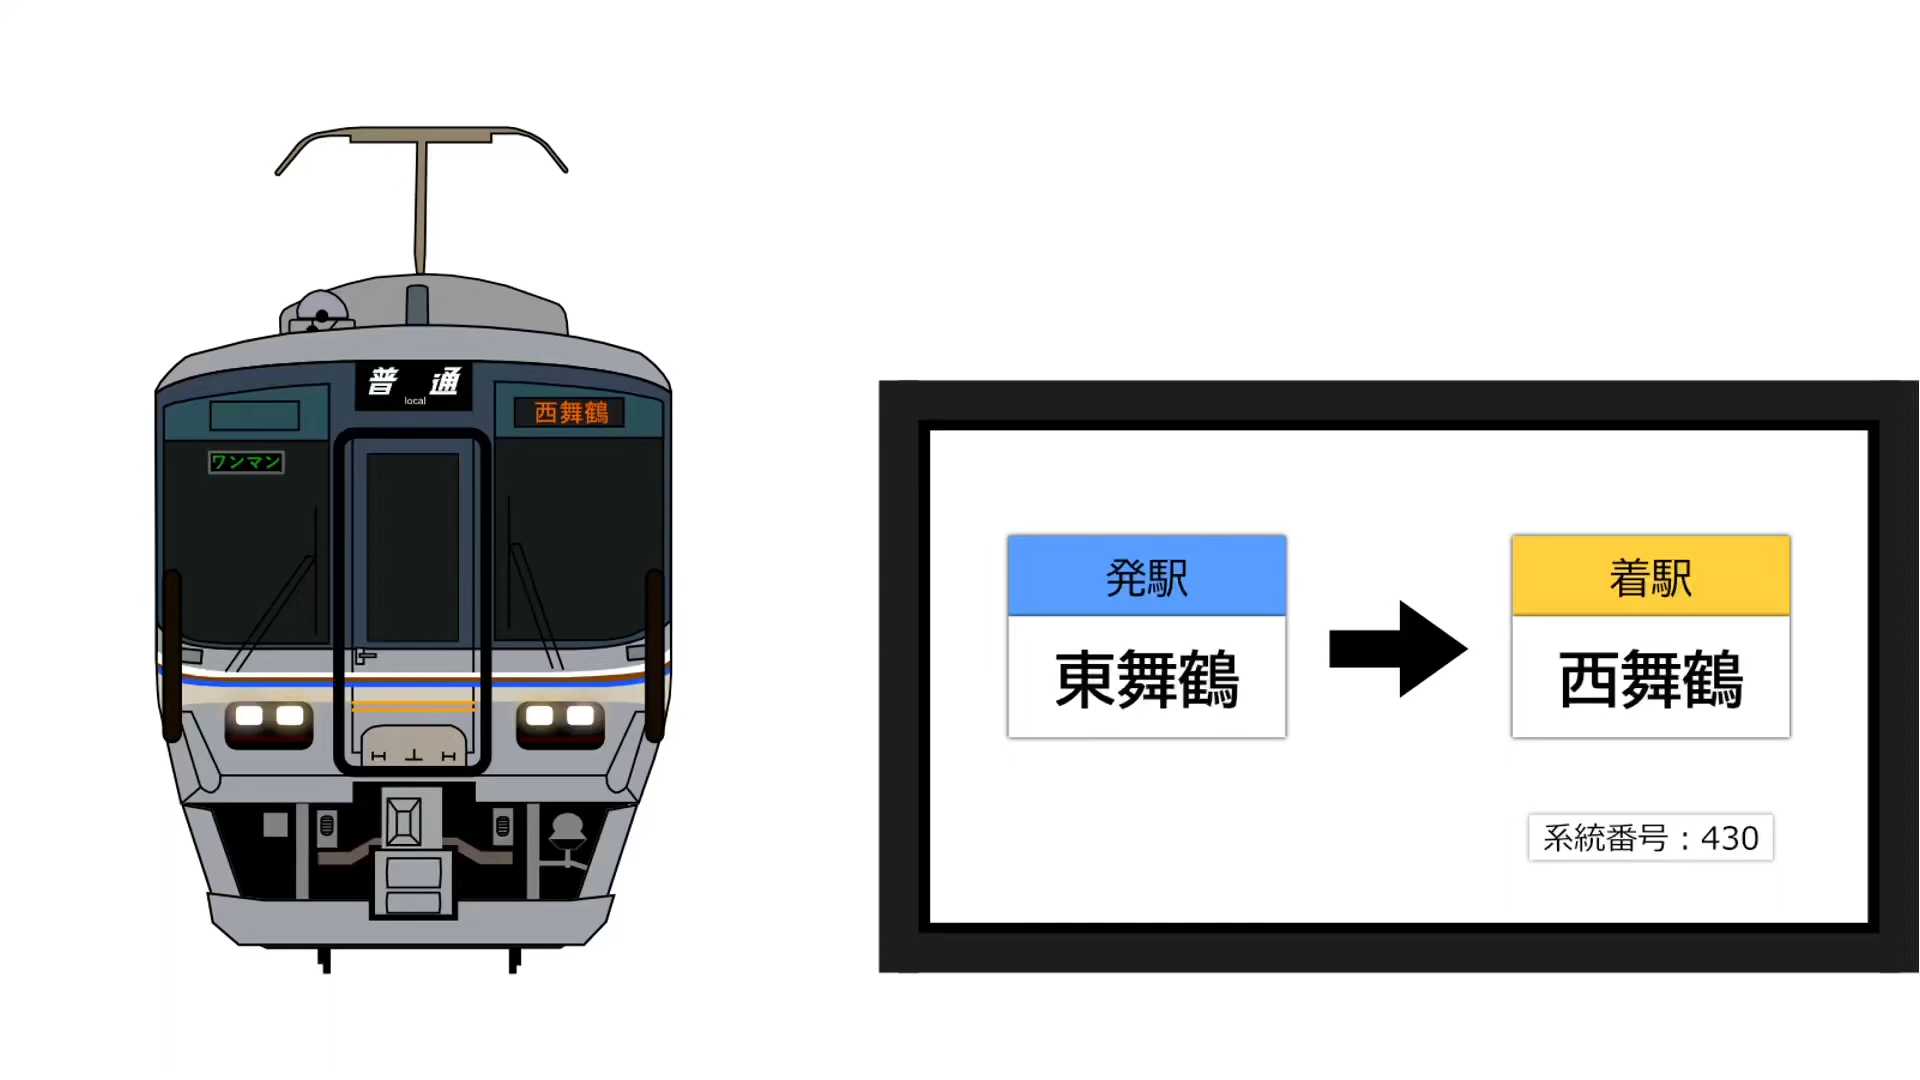 普 通
local
西舞鶴
ワンマン
発駅
東舞鶴
着駅
西舞鶴
系統番号：430